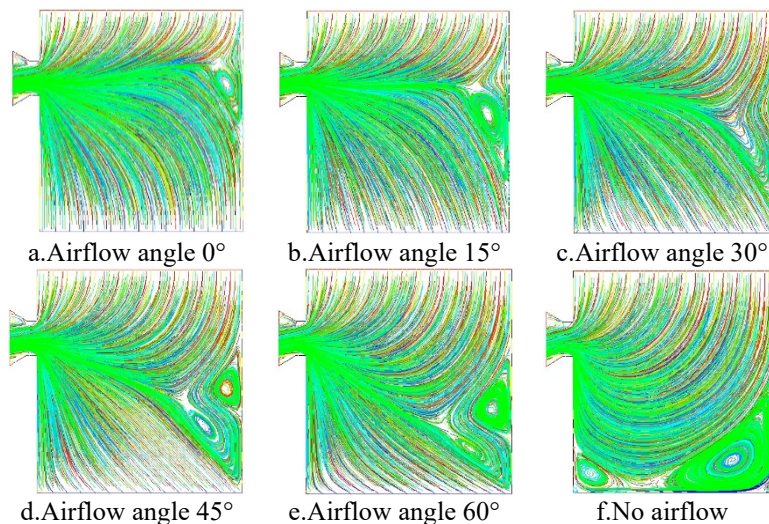 a.Airflow angle 0°
b.Airflow angle 15°
c.Airflow angle 30°
d.Airflow angle 45°
e.Airflow angle 60°
f.No airflow